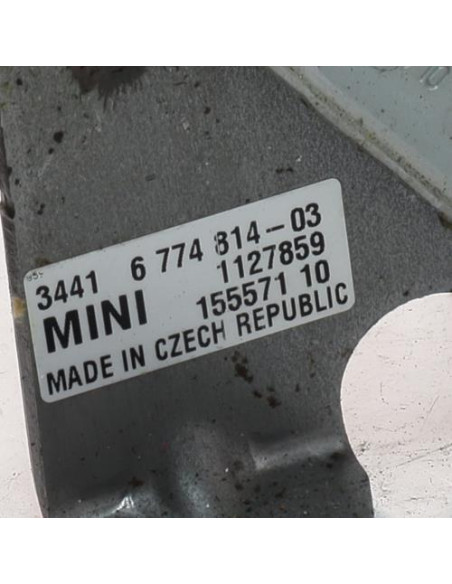 3441 6 774 814-03
1127859
MINI 155571 10
MADE IN CZECH REPUBLIC